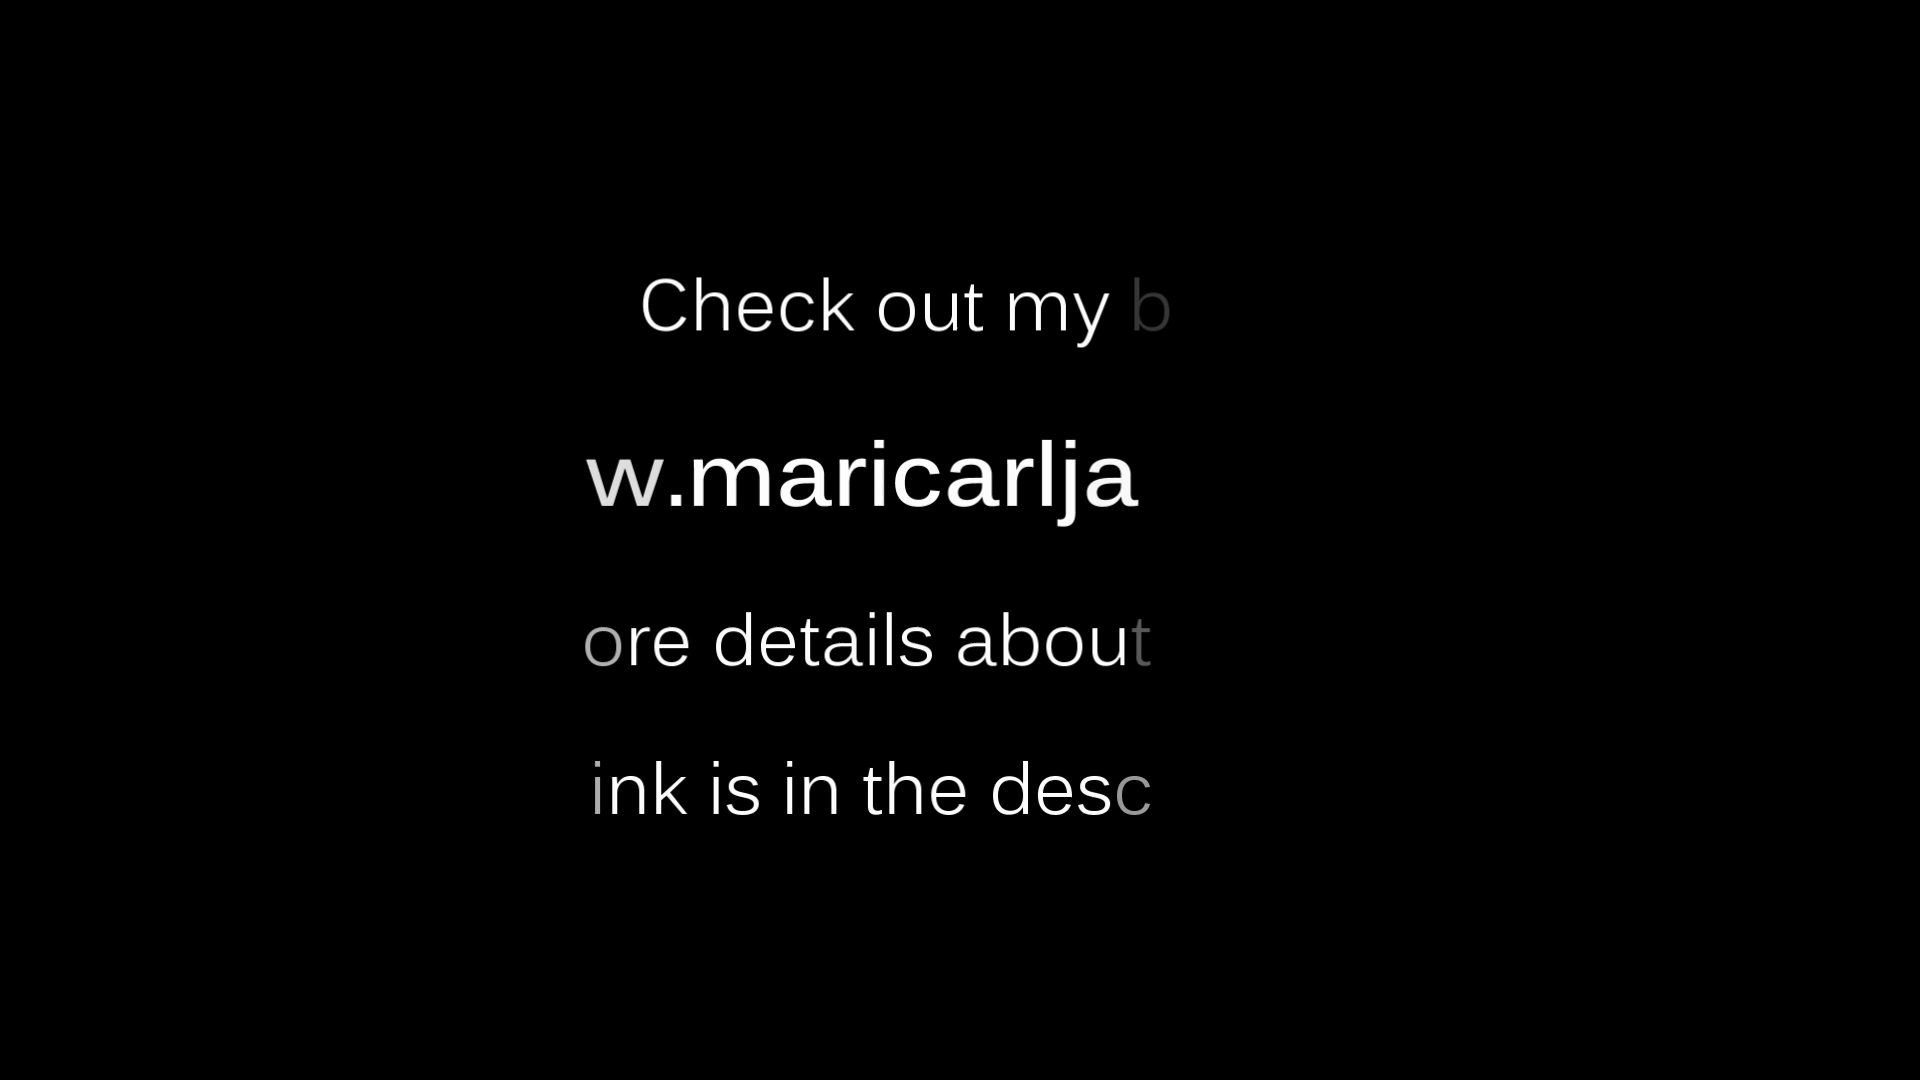 Check out my b
w.maricarlja
ore details about
ink is in the desc